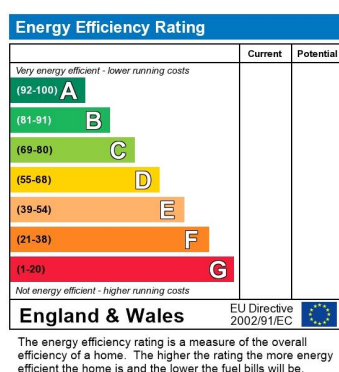 Energy Efficiency Rating
Current Potential
Very energy efficient - lower running costs
(92-100) A
(81-91) B
(69-80) C
(55-68) D
(39-54) E
(21-38) F
(1-20) G
Not energy efficient - higher running costs
England & Wales
EU Directive
2002/91/EC
The energy efficiency rating is a measure of the overall
efficiency of a home. The higher the rating the more energy
efficient the home is and the lower the fuel bills will be.